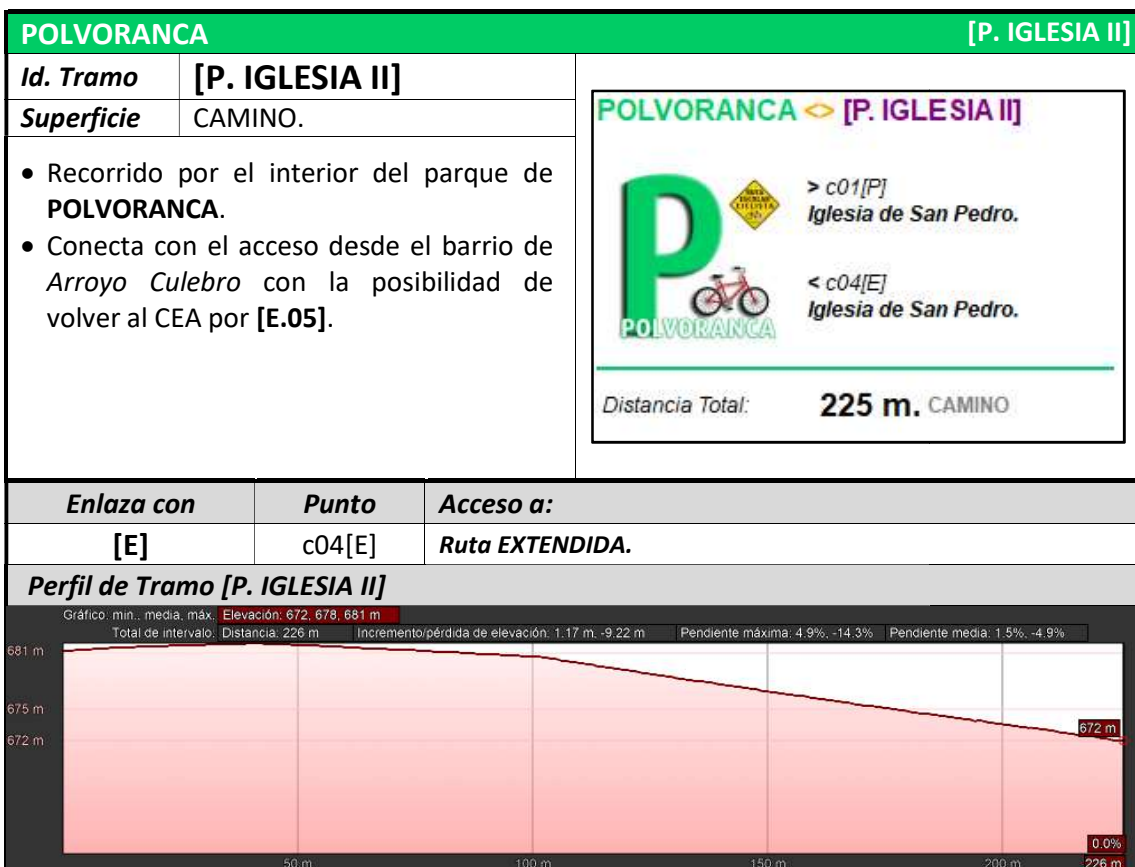 POLVORANCA [P. IGLESIA II]
Id. Tramo [P. IGLESIA II]
Superficie CAMINO.
• Recorrido por el interior del parque de
POLVORANCA.
• Conecta con el acceso desde el barrio de
Arroyo Culebro con la posibilidad de
volver al CEA por [E.05].
POLVORANCA <> [P. IGLESIA II]
RUTA
ESCOLAR
CICLISTA
P
POLVORANCA
> c01[P]
Iglesia de San Pedro.
< c04[E]
Iglesia de San Pedro.
Distancia Total: 225 m. CAMINO
Enlaza con Punto Acceso a:
[E] c04[E] Ruta EXTENDIDA.
Perfil de Tramo [P. IGLESIA II]
Gráfico: min., media, máx. Elevación: 672, 678, 681 m
Total de intervalo: Distancia: 226 m Incremento/pérdida de elevación: 1.17 m, -9.22 m Pendiente máxima: 4.9%, -14.3% Pendiente media: 1.5%, -4.9%
681 m
675 m
672 m
672 m
0.0%
50 m 100 m 150 m 200 m 226 m